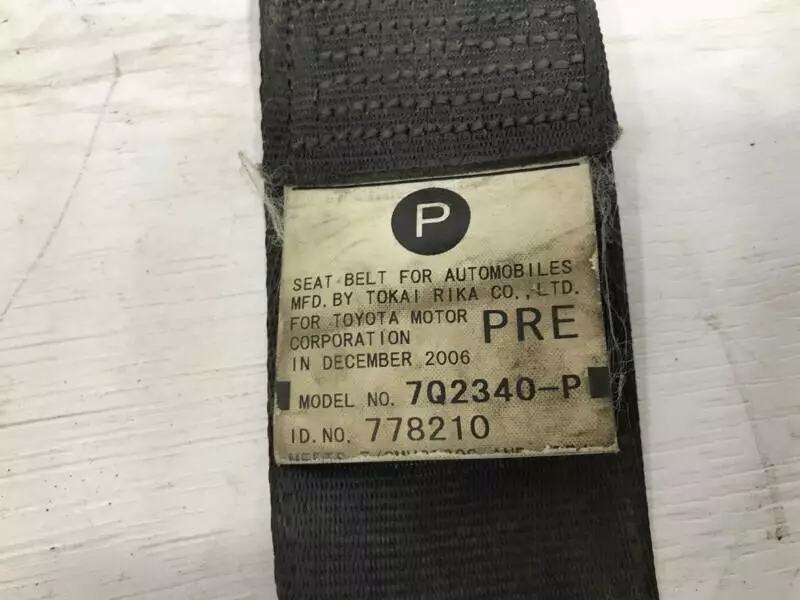 P
SEAT BELT FOR AUTOMOBILES
MFD. BY TOKAI RIKA CO., LTD.
FOR TOYOTA MOTOR
CORPORATION
PRE
IN DECEMBER 2006
MODEL NO. 7Q2340-P
ID. NO. 778210